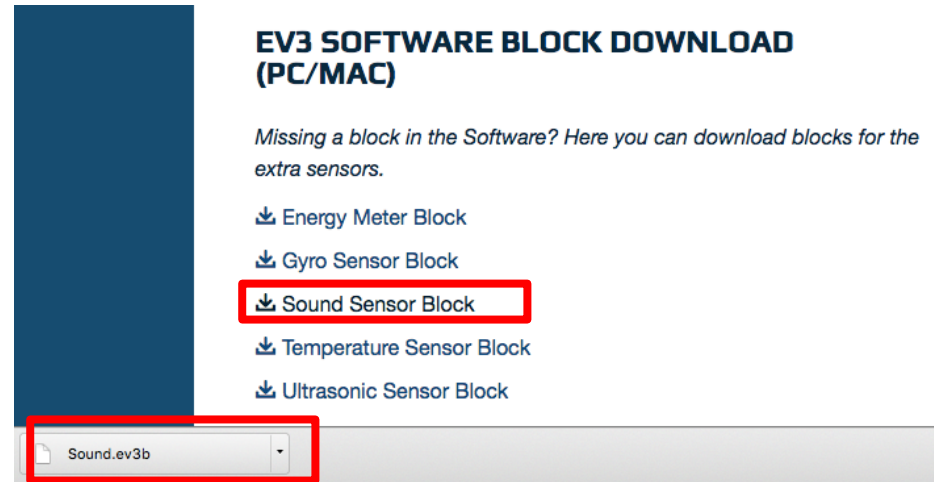 EV3 SOFTWARE BLOCK DOWNLOAD
(PC/MAC)
Missing a block in the Software? Here you can download blocks for the
extra sensors.
Energy Meter Block
Gyro Sensor Block
Sound Sensor Block
Temperature Sensor Block
Ultrasonic Sensor Block
Sound.ev3b